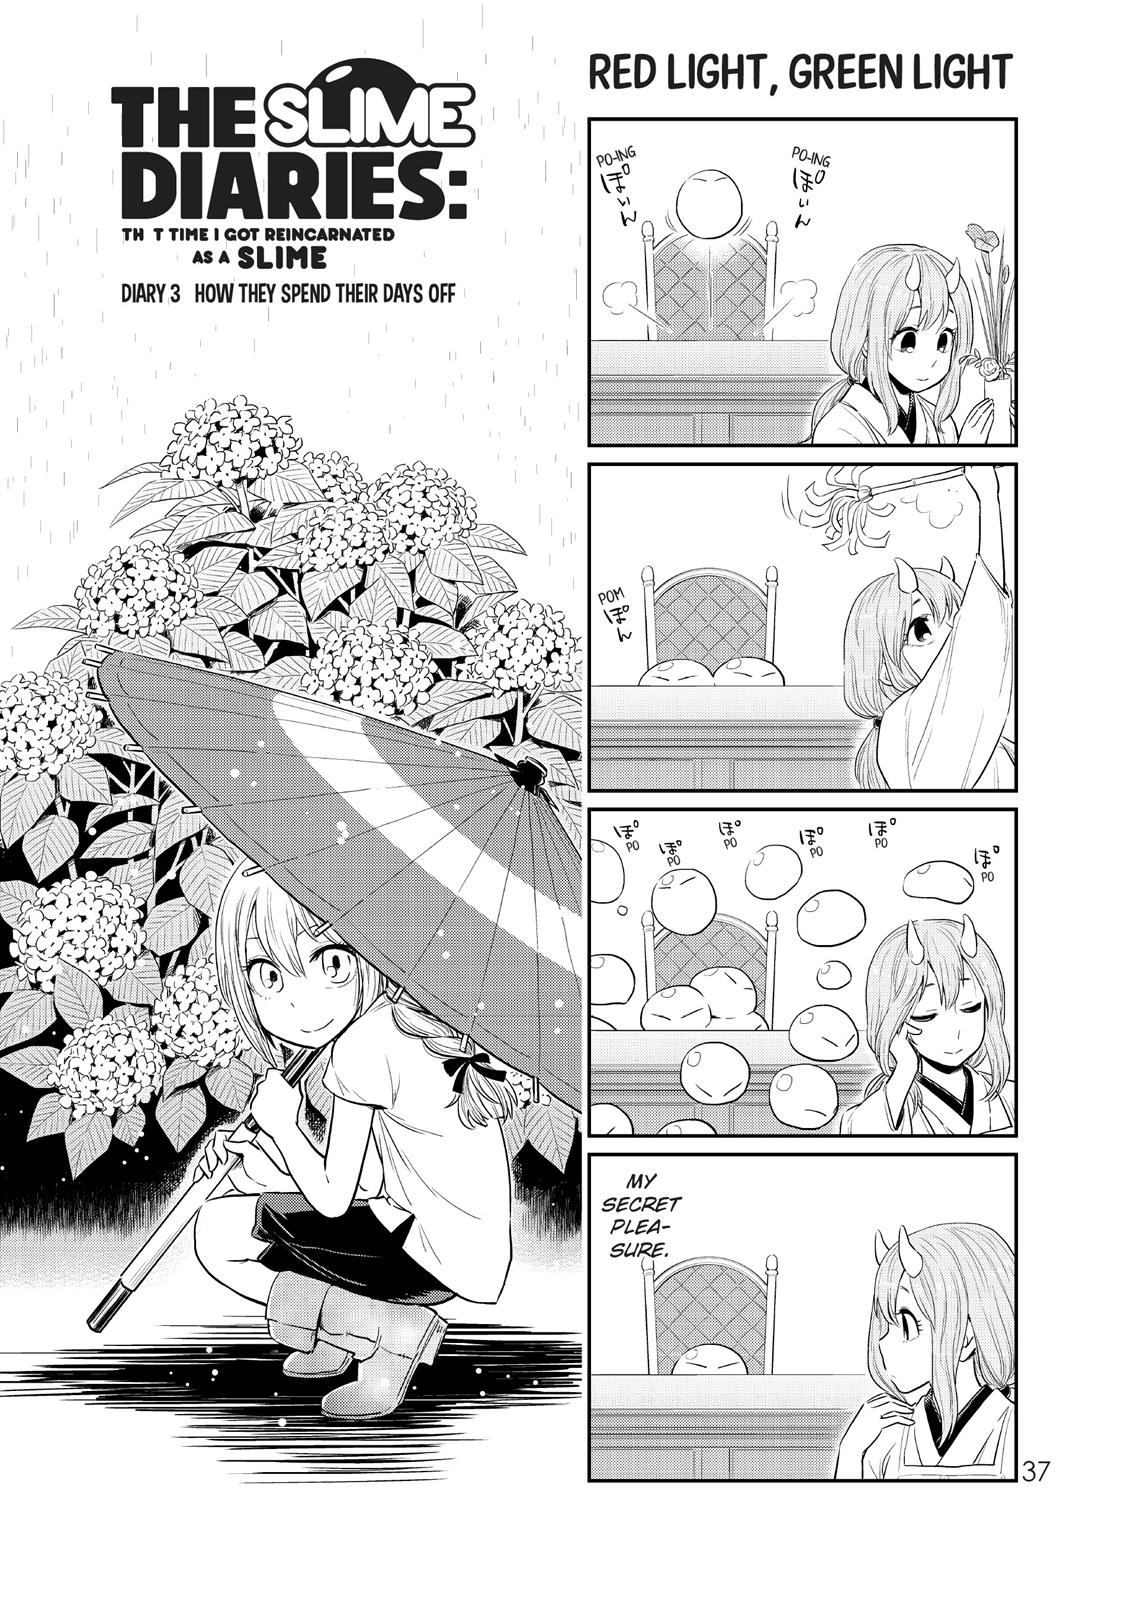 THE SLIME
DIARIES:
TH T TIME I GOT REINCARNATED
AS A SLIME
DIARY 3 HOW THEY SPEND THEIR DAYS OFF
RED LIGHT, GREEN LIGHT
PO-ING
ぽいん
PO-ING
ぽいん
POM
ぽん
ぽ
PO
ぽ
PO
ぽ
PO
ぽ
PO
ぽ
PO
ぽ
PO
MY
SECRET
PLEA-
SURE.
37